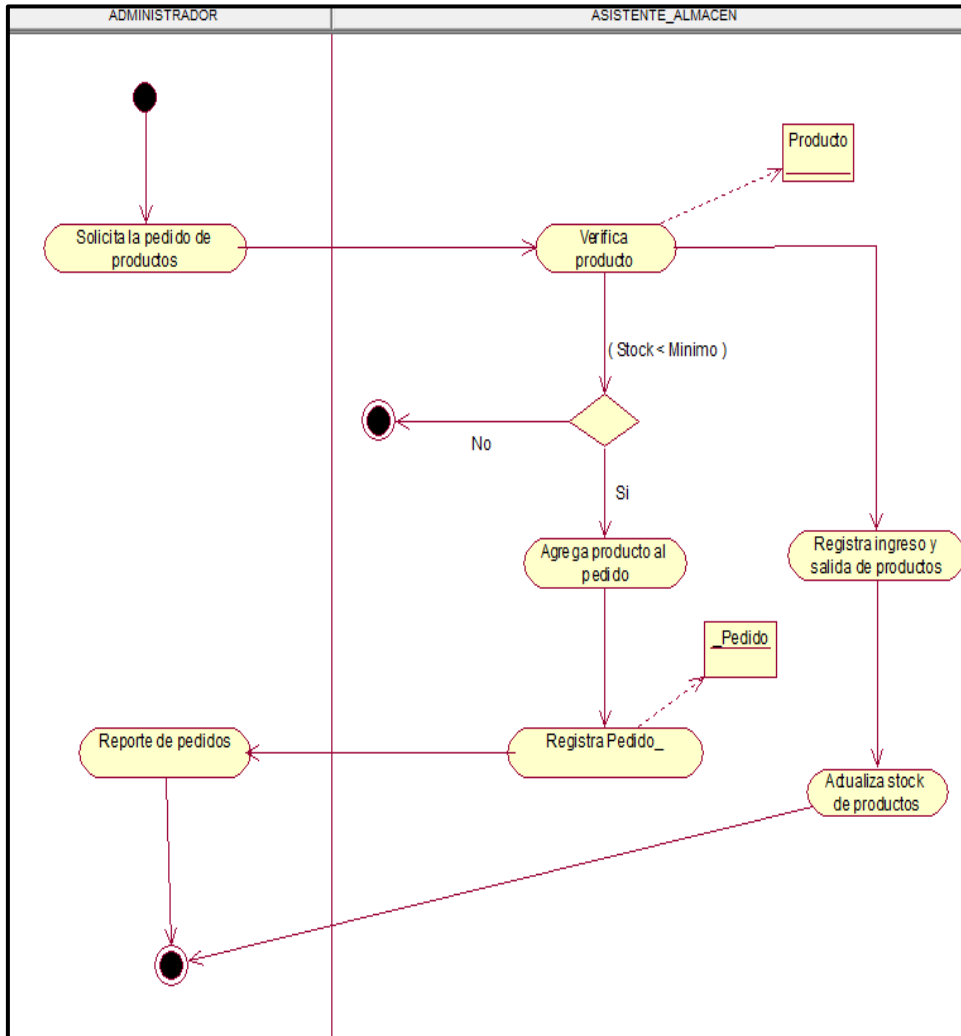 ADMINISTRADOR
ASISTENTE_ALMACEN
Producto
Solicita la pedido de
productos
Verifica
producto
( Stock < Minimo )
No
Si
Agrega producto al
pedido
Registra ingreso y
salida de productos
_Pedido
Reporte de pedidos
Registra Pedido_
Actualiza stock
de productos